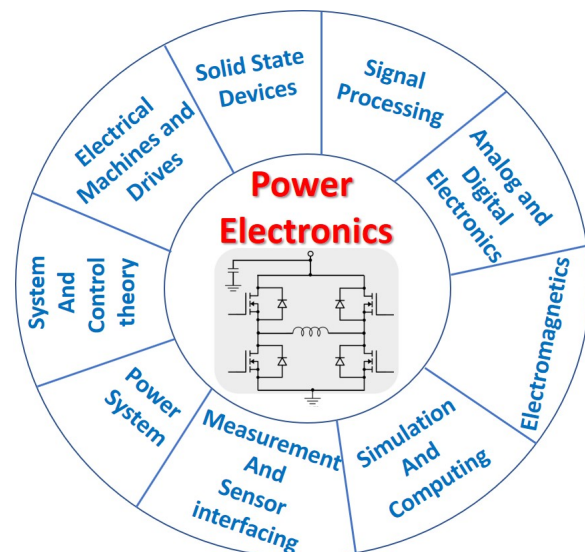 Power
Electronics
Solid State
Devices
Signal
Processing
Analog and
Digital
Electronics
Electromagnetics
Simulation
And
Computing
Measurement
And
Sensor
interfacing
Power
System
System
And
Control
theory
Electrical
Machines and
Drives